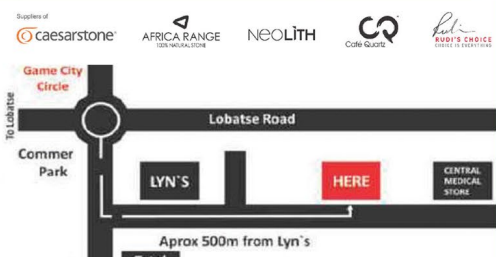 Suppliers of
caesarstone®
AFRICA RANGE
100% NATURAL STONE
NEOLITH
CQ
Café Quartz
Rudi
RUDI'S CHOICE
CHOICE IS EVERYTHING
Game City
Circle
To Lobatse
Lobatse Road
Commer
Park
LYN`S
HERE
CENTRAL
MEDICAL
STORE
Aprox 500m from Lyn`s